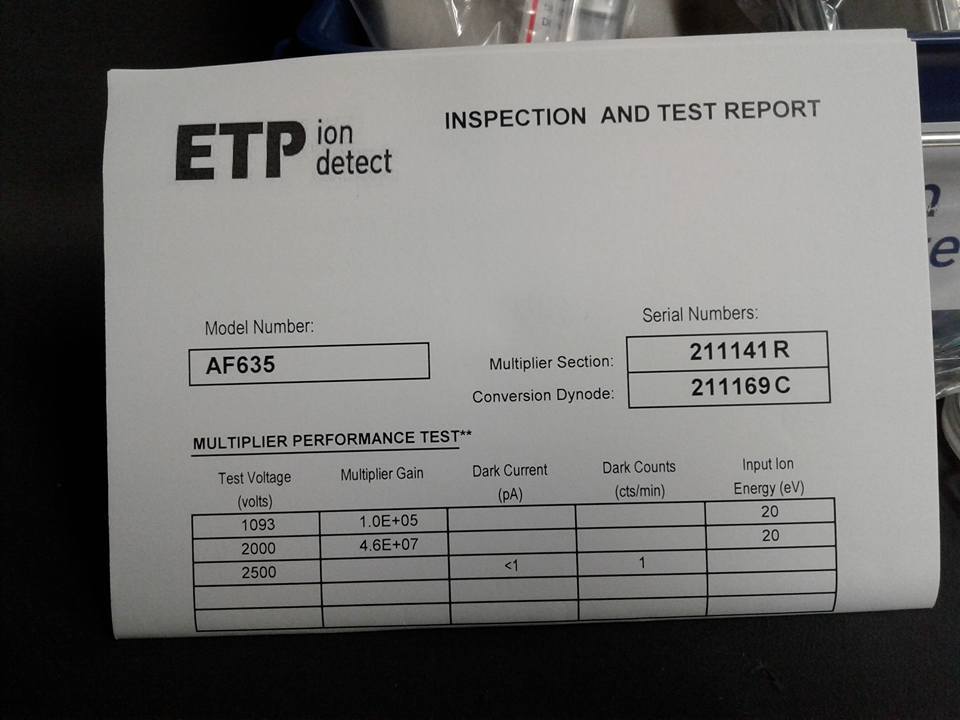 ETP ion detect
INSPECTION AND TEST REPORT
Model Number:
AF635
Serial Numbers:
Multiplier Section: 211141 R
Conversion Dynode: 211169 C
MULTIPLIER PERFORMANCE TEST**
Test Voltage (volts) Multiplier Gain Dark Current (pA) Dark Counts (cts/min) Input Ion Energy (eV)
1093 1.0E+05 20
2000 4.6E+07 20
2500 <1 1